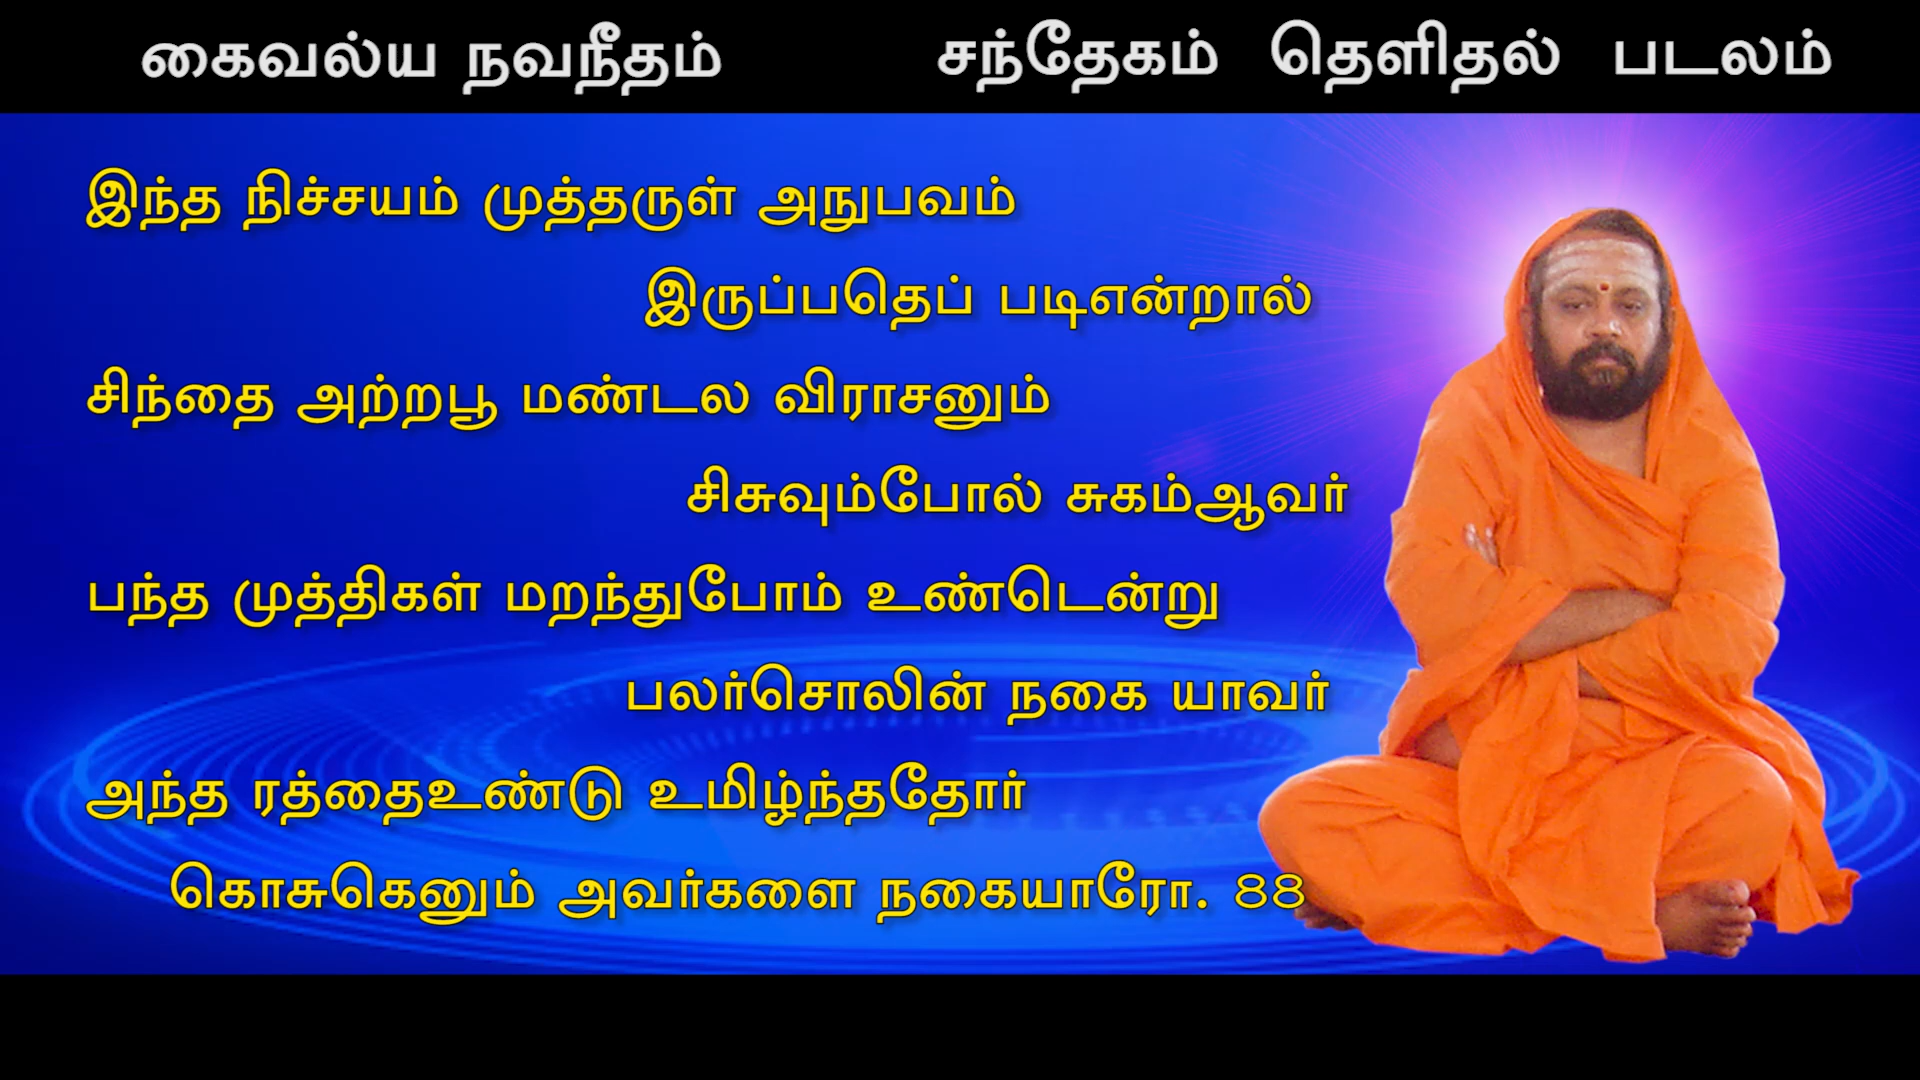 கைவல்ய நவநீதம் சந்தேகம் தெளிதல் படலம்
இந்த நிச்சயம் முத்தருள் அநுபவம்
இருப்பதெப் படிஎன்றால்
சிந்தை அற்றபூ மண்டல விராசனும்
சிசுவும்போல் சுகம்ஆவர்
பந்த முத்திகள் மறந்துபோம் உண்டென்று
பலர்சொலின் நகை யாவர்
அந்த ரத்தைஉண்டு உமிழ்ந்ததோர்
கொசுகெனும் அவர்களை நகையாரோ. 88